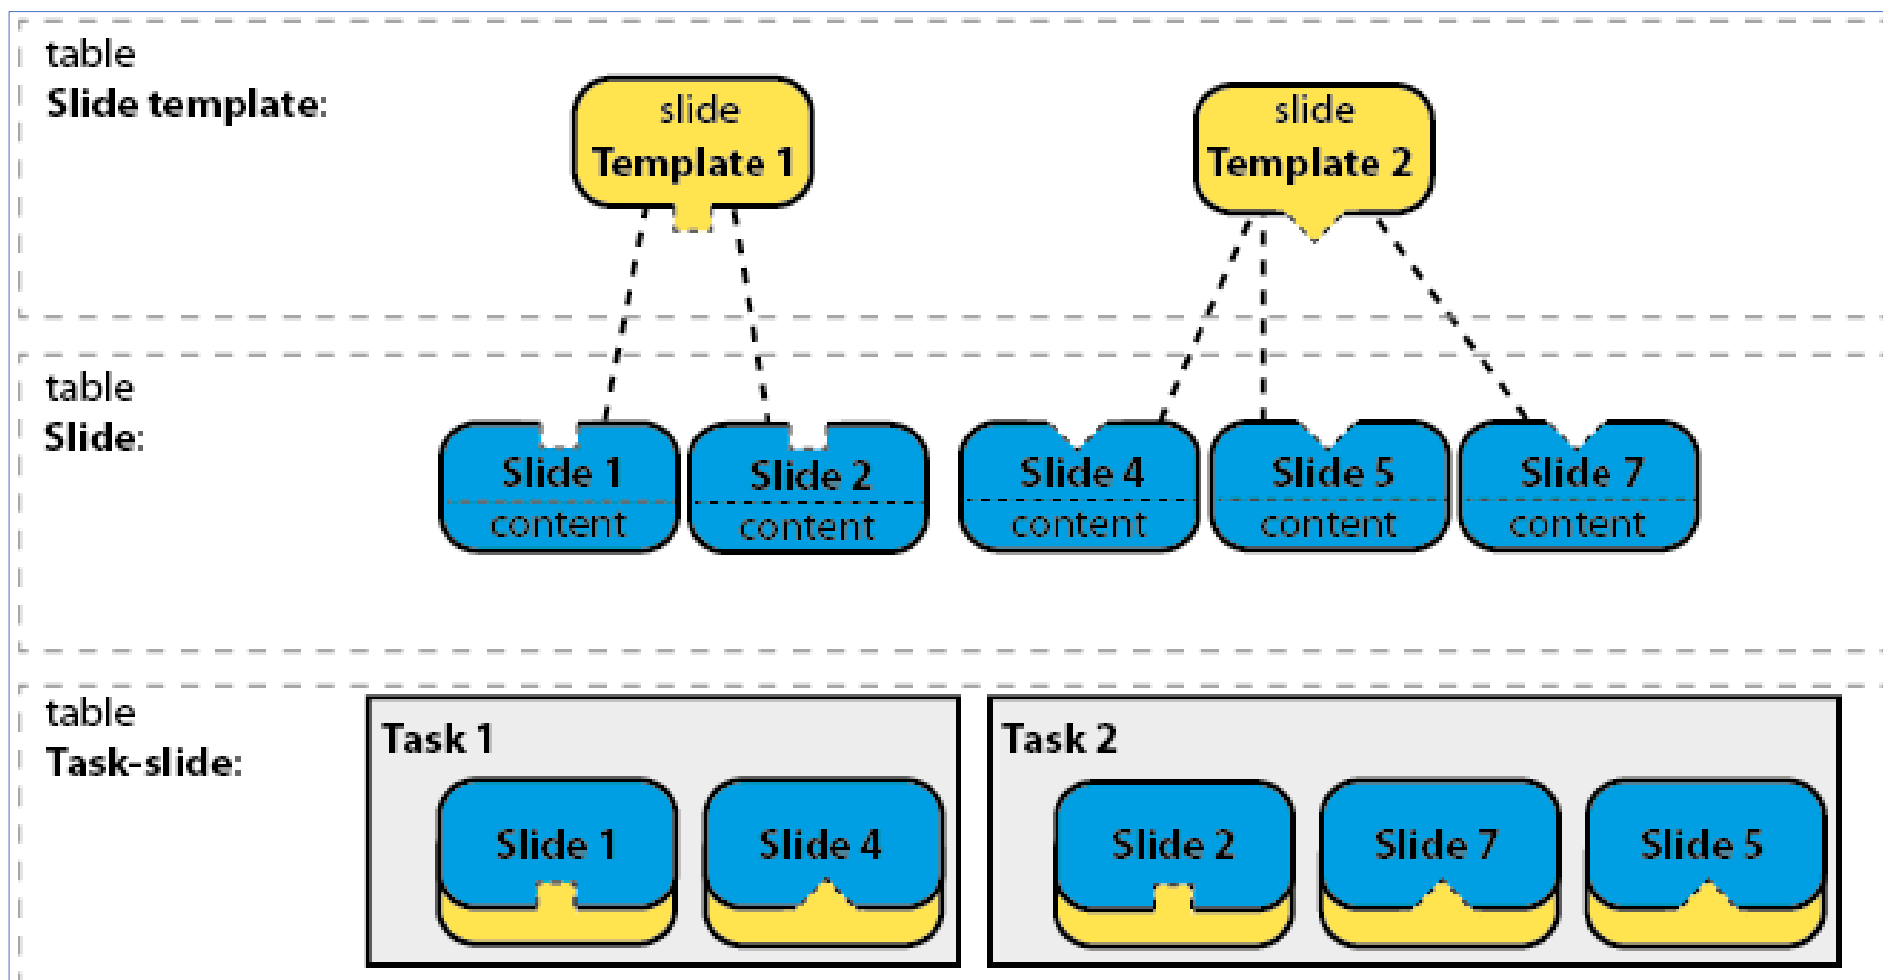 table
Slide template:
slide
Template 1
slide
Template 2
table
Slide:
Slide 1
content
Slide 2
content
Slide 4
content
Slide 5
content
Slide 7
content
table
Task-slide:
Task 1
Slide 1
Slide 4
Task 2
Slide 2
Slide 7
Slide 5